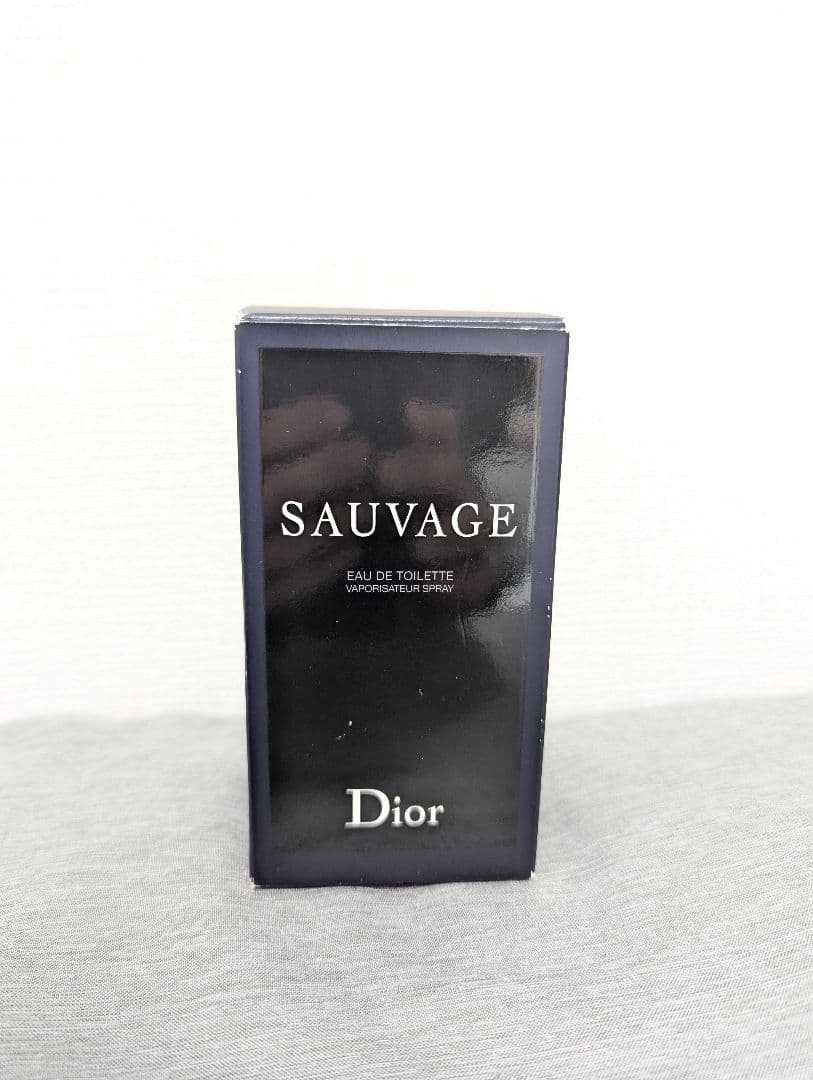 SAUVAGE
EAU DE TOILETTE
VAPORISATEUR SPRAY
Dior